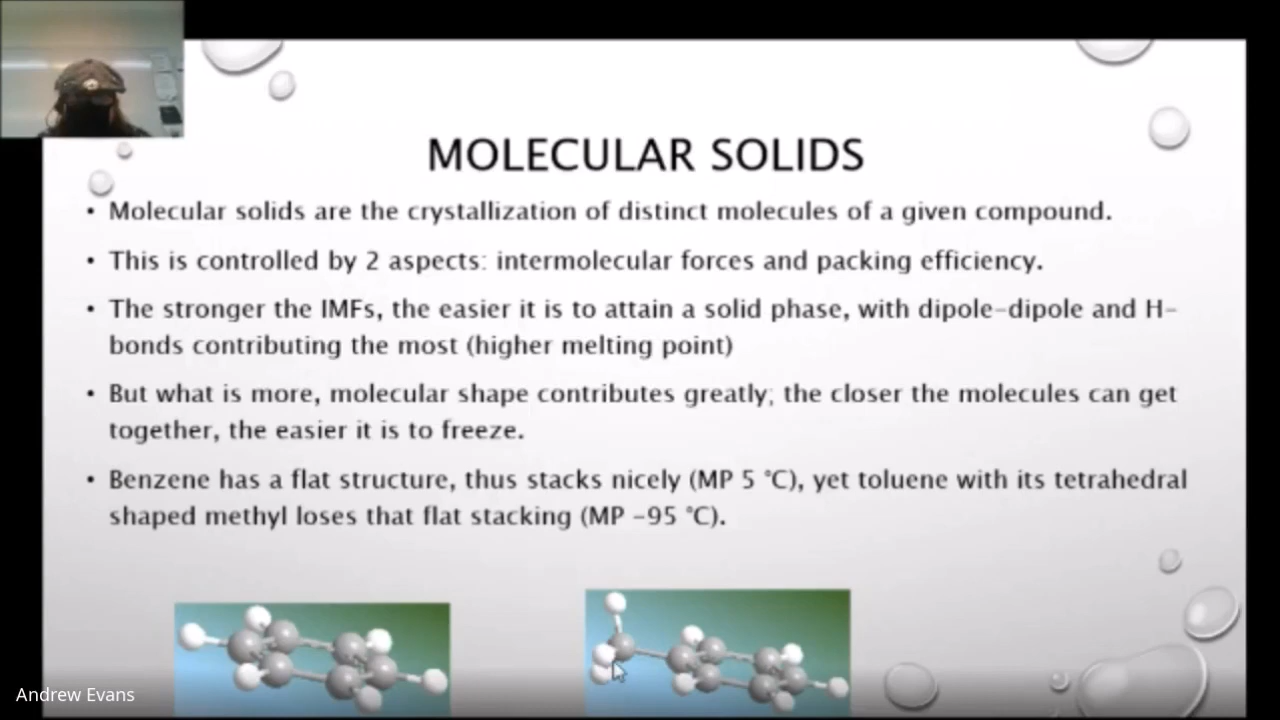 MOLECULAR SOLIDS
• Molecular solids are the crystallization of distinct molecules of a given compound.
• This is controlled by 2 aspects: intermolecular forces and packing efficiency.
• The stronger the IMFs, the easier it is to attain a solid phase, with dipole-dipole and H-
bonds contributing the most (higher melting point)
• But what is more, molecular shape contributes greatly; the closer the molecules can get
together, the easier it is to freeze.
• Benzene has a flat structure, thus stacks nicely (MP 5 °C), yet toluene with its tetrahedral
shaped methyl loses that flat stacking (MP -95 °C).
Andrew Evans